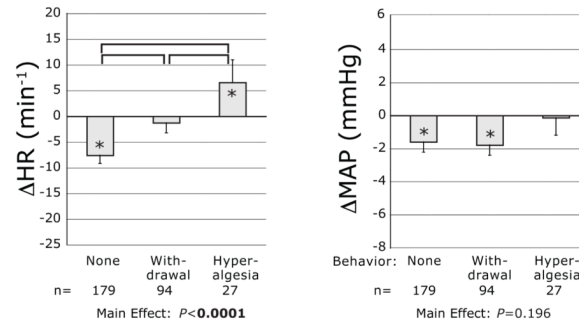 20
15
10
5
0
-5
-10
-15
-20
-25
ΔHR (min-1)
*
*
None
With-
drawal
Hyper-
algesia
n=
179
94
27
Main Effect: P<0.0001
6
4
2
0
-2
-4
-6
-8
ΔMAP (mmHg)
*
*
Behavior:
None
With-
drawal
Hyper-
algesia
n=
179
94
27
Main Effect: P=0.196